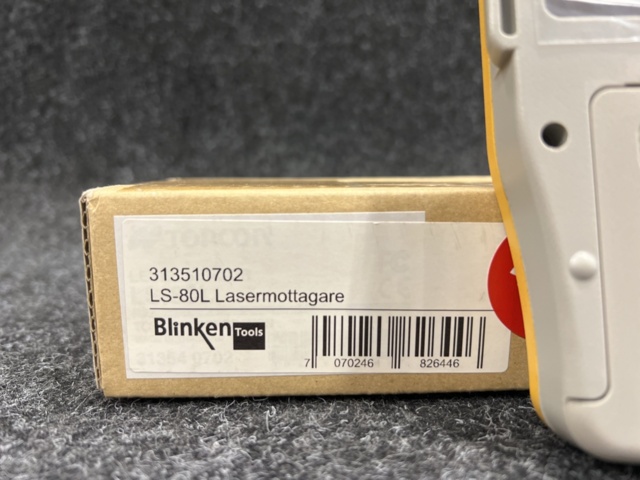 313510702
LS-80L Lasermottagare
Blinken Tools
7 070246 826446